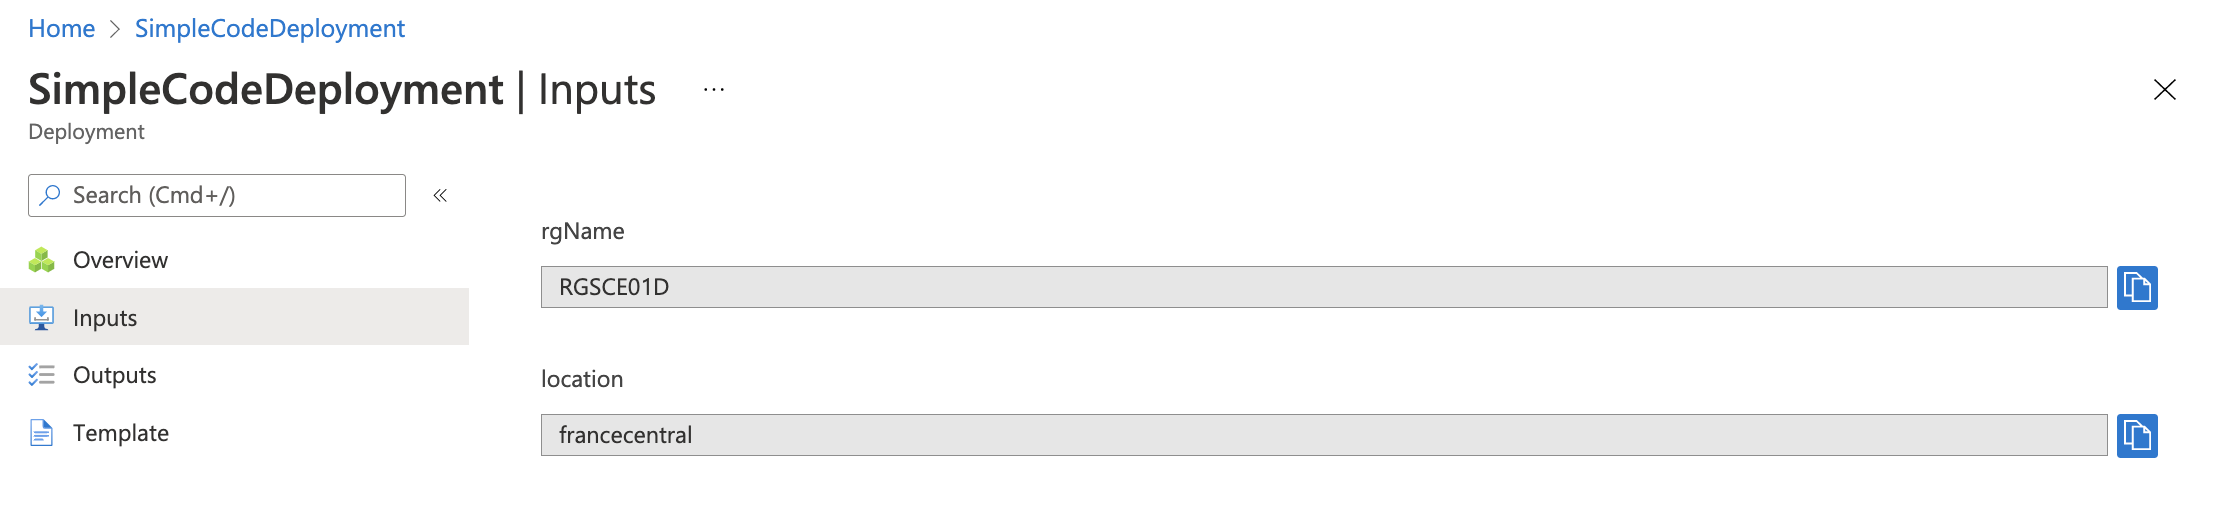 Home > SimpleCodeDeployment
SimpleCodeDeployment | Inputs ...
Deployment
Search (Cmd+/) «
Overview
Inputs
Outputs
Template
rgName
RGSCE01D
location
francecentral